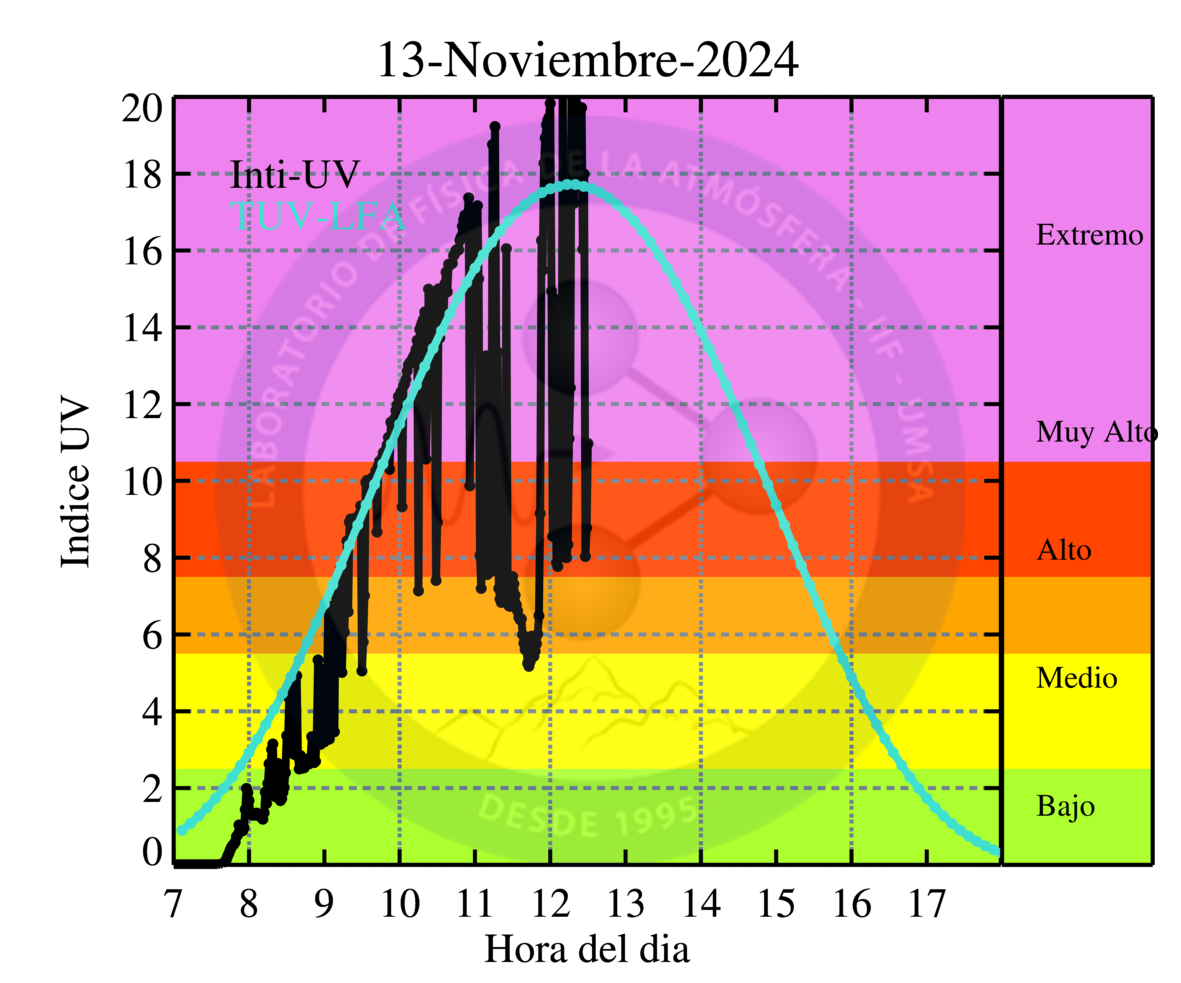 13-Noviembre-2024
Inti-UV
TUV-LFA
Indice UV
20
18
16
14
12
10
8
6
4
2
0
7 8 9 10 11 12 13 14 15 16 17
Hora del dia
Extremo
Muy Alto
Alto
Medio
Bajo
LABORATORIO DE FÍSICA DE LA ATMÓSFERA - IIF - UMSA
DESDE 1995